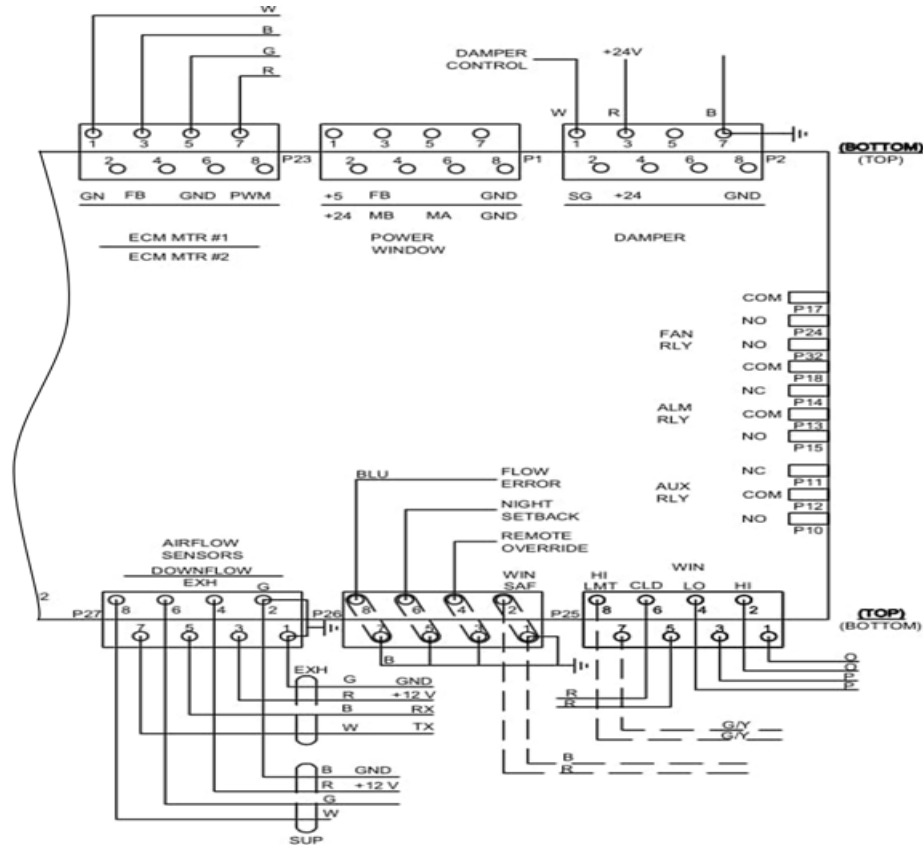 W
B
G
R
DAMPER CONTROL
+24V
W R B
1 3 5 7
2 4 6 8
P23
1 3 5 7
2 4 6 8
P1
1 3 5 7
2 4 6 8
P2
(BOTTOM)
(TOP)
GN FB GND PWM
+5 FB GND
+24 MB MA GND
SG +24 GND
ECM MTR #1
ECM MTR #2
POWER
WINDOW
DAMPER
COM
P17
NO
P24
FAN
RLY
NO
P32
COM
P18
NC
P14
ALM
RLY
COM
P13
NO
P15
NC
P11
AUX
RLY
COM
P12
NO
P10
BLU
FLOW
ERROR
NIGHT
SETBACK
REMOTE
OVERRIDE
AIRFLOW
SENSORS
DOWNFLOW
EXH G
2
WIN
SAF
WIN
HI
LMT CLD LO HI
P27
8 6 4 2
7 5 3 1
P26
8 6 4 2
1
B
P25
8 6 4 2
7 5 3 1
(TOP)
(BOTTOM)
EXH
G GND
R +12 V
B RX
W TX
O
O
P
P
R
R
G/Y
G/Y
B
R
B GND
R +12 V
G
W
SUP